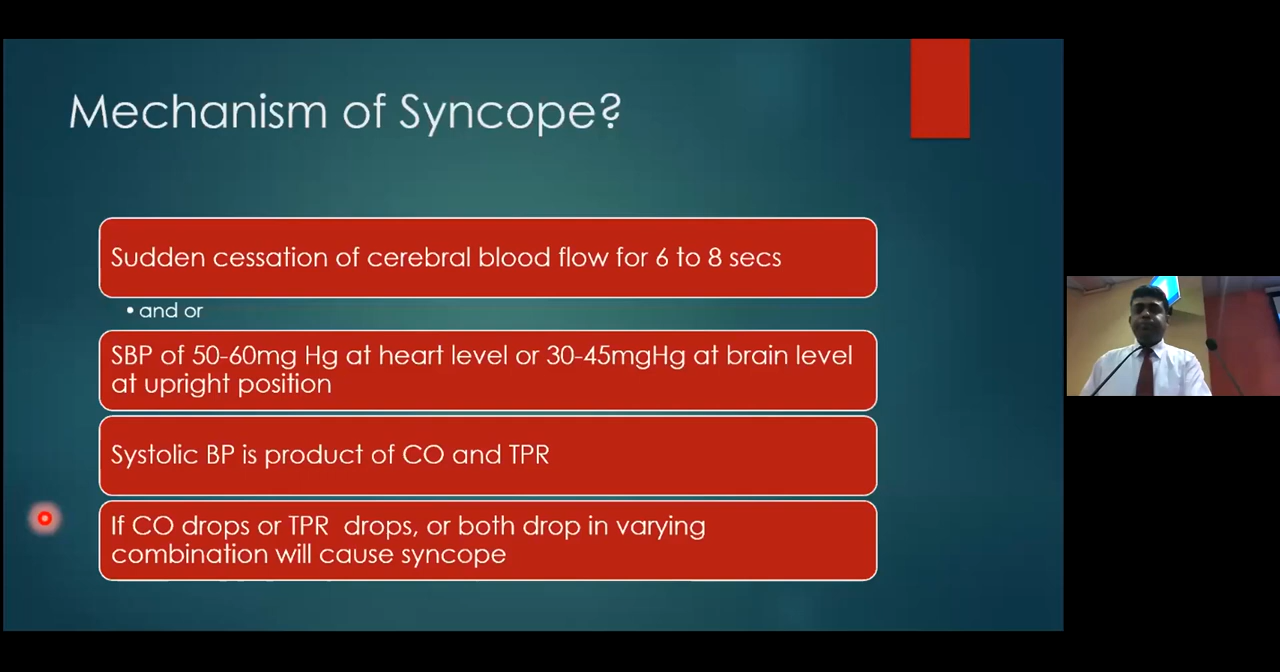 Mechanism of Syncope?
Sudden cessation of cerebral blood flow for 6 to 8 secs
• and or
SBP of 50-60mg Hg at heart level or 30-45mgHg at brain level
at upright position
Systolic BP is product of CO and TPR
If CO drops or TPR drops, or both drop in varying
combination will cause syncope